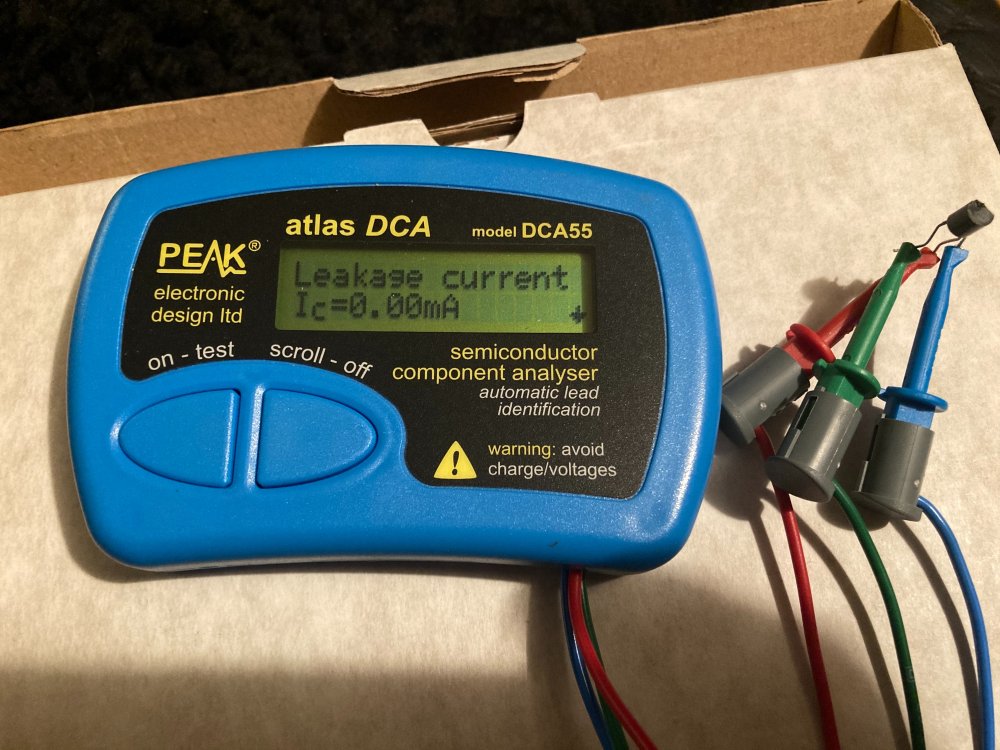 atlas DCA
model DCA55
PEAK®
electronic
design ltd
Leakage current
Ic=0.00mA
on - test
scroll - off
semiconductor
component analyser
automatic lead
identification
warning: avoid
charge/voltages